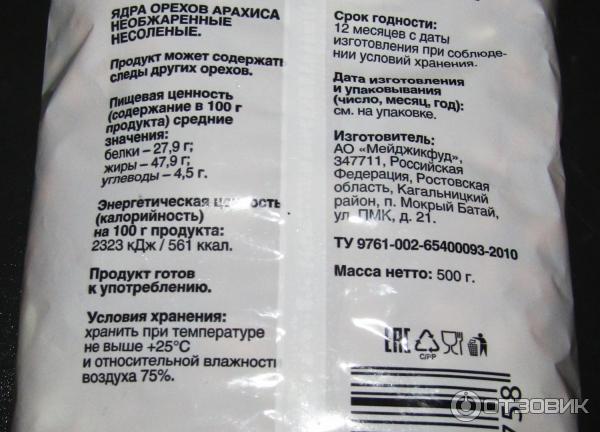 ЯДРА ОРЕХОВ АРАХИСА
НЕОБЖАРЕННЫЕ
НЕСОЛЕНЫЕ.
Продукт может содержать
следы других орехов.
Пищевая ценность
(содержание в 100 г
продукта) средние
значения:
белки – 27,9 г;
жиры – 47,9 г;
углеводы – 4,5 г.
Энергетическая ценность
(калорийность)
на 100 г продукта:
2323 кДж / 561 ккал.
Продукт готов
к употреблению.
Условия хранения:
хранить при температуре
не выше +25°C
и относительной влажности
воздуха 75%.
Срок годности:
12 месяцев с даты
изготовления при соблюде-
нии условий хранения.
Дата изготовления
и упаковывания
(число, месяц, год):
см. на упаковке.
Изготовитель:
АО «Мейджикфуд»,
347711, Российская
Федерация, Ростовская
область, Кагальницкий
район, п. Мокрый Батай,
ул. ПМК, д. 21.
ТУ 9761-002-65400093-2010
Масса нетто: 500 г.
EAC
C/PP
758
ОТЗОВИК